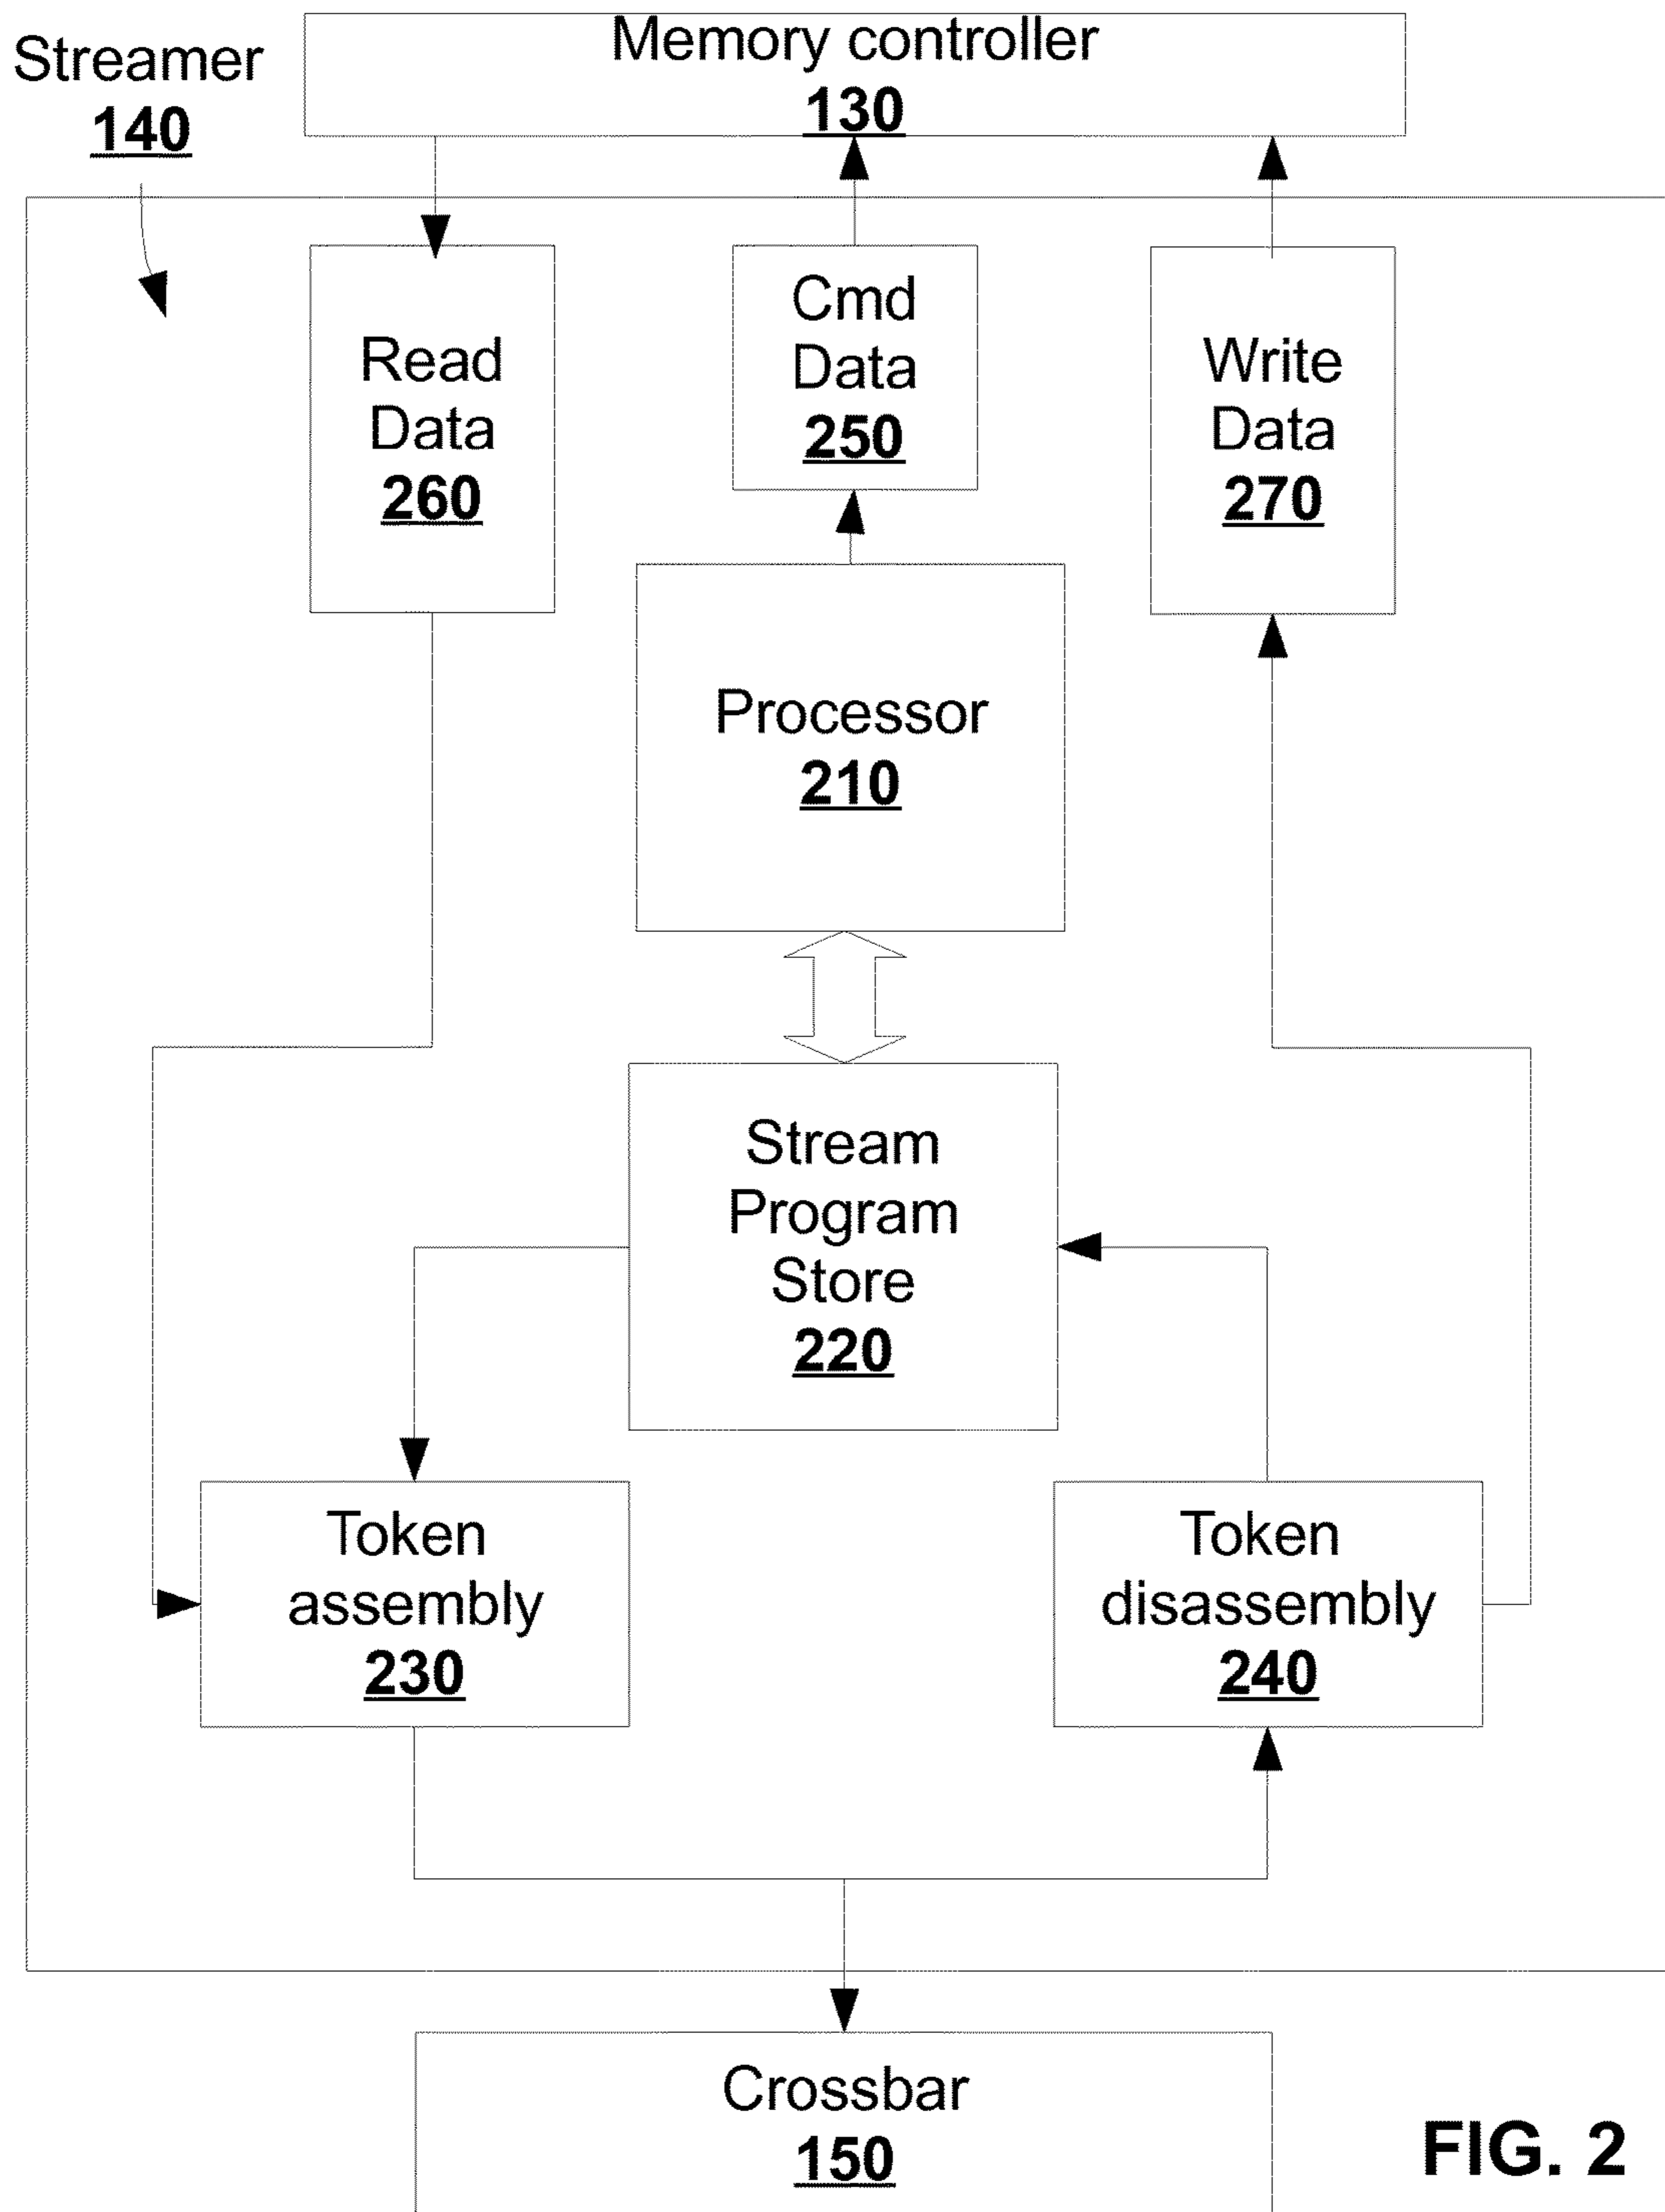 Streamer
140
Memory controller
130
Read
Data
260
Cmd
Data
250
Write
Data
270
Processor
210
Stream
Program
Store
220
Token
assembly
230
Token
disassembly
240
Crossbar
150
FIG. 2